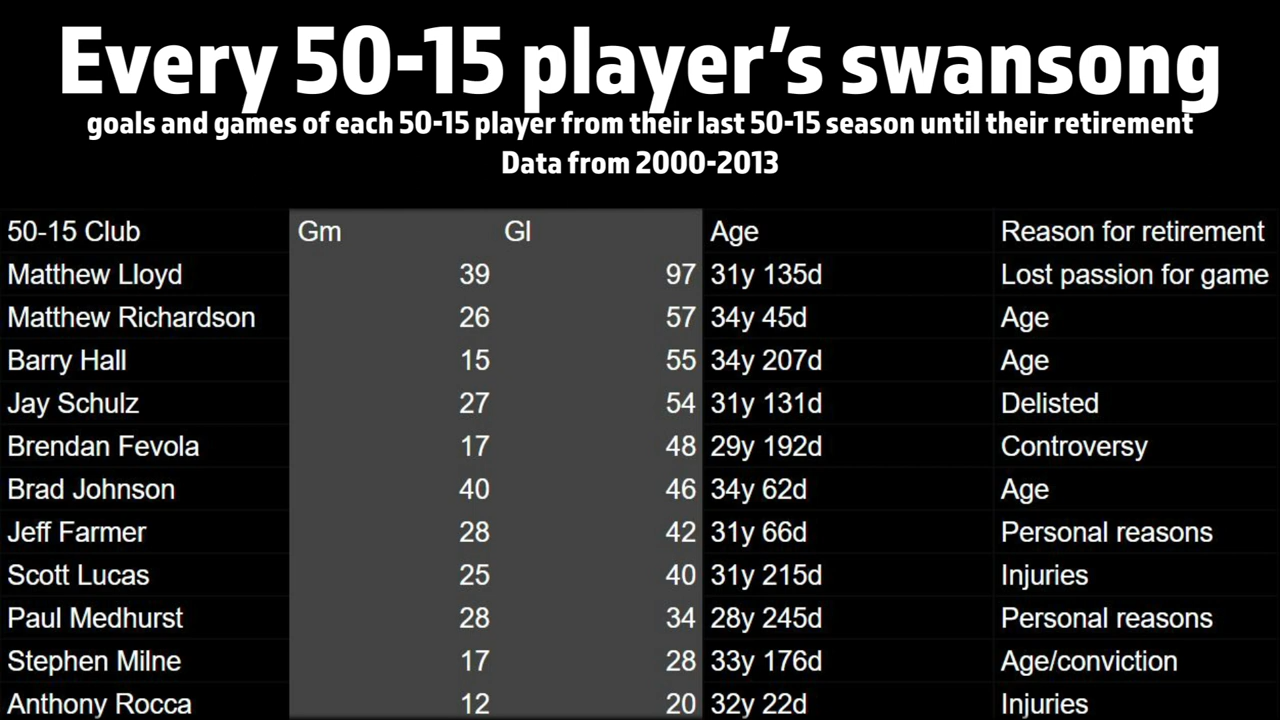 Every 50-15 player’s swansong
goals and games of each 50-15 player from their last 50-15 season until their retirement
Data from 2000-2013
50-15 Club Gm Gl Age Reason for retirement
Matthew Lloyd 39 97 31y 135d Lost passion for game
Matthew Richardson 26 57 34y 45d Age
Barry Hall 15 55 34y 207d Age
Jay Schulz 27 54 31y 131d Delisted
Brendan Fevola 17 48 29y 192d Controversy
Brad Johnson 40 46 34y 62d Age
Jeff Farmer 28 42 31y 66d Personal reasons
Scott Lucas 25 40 31y 215d Injuries
Paul Medhurst 28 34 28y 245d Personal reasons
Stephen Milne 17 28 33y 176d Age/conviction
Anthony Rocca 12 20 32y 22d Injuries